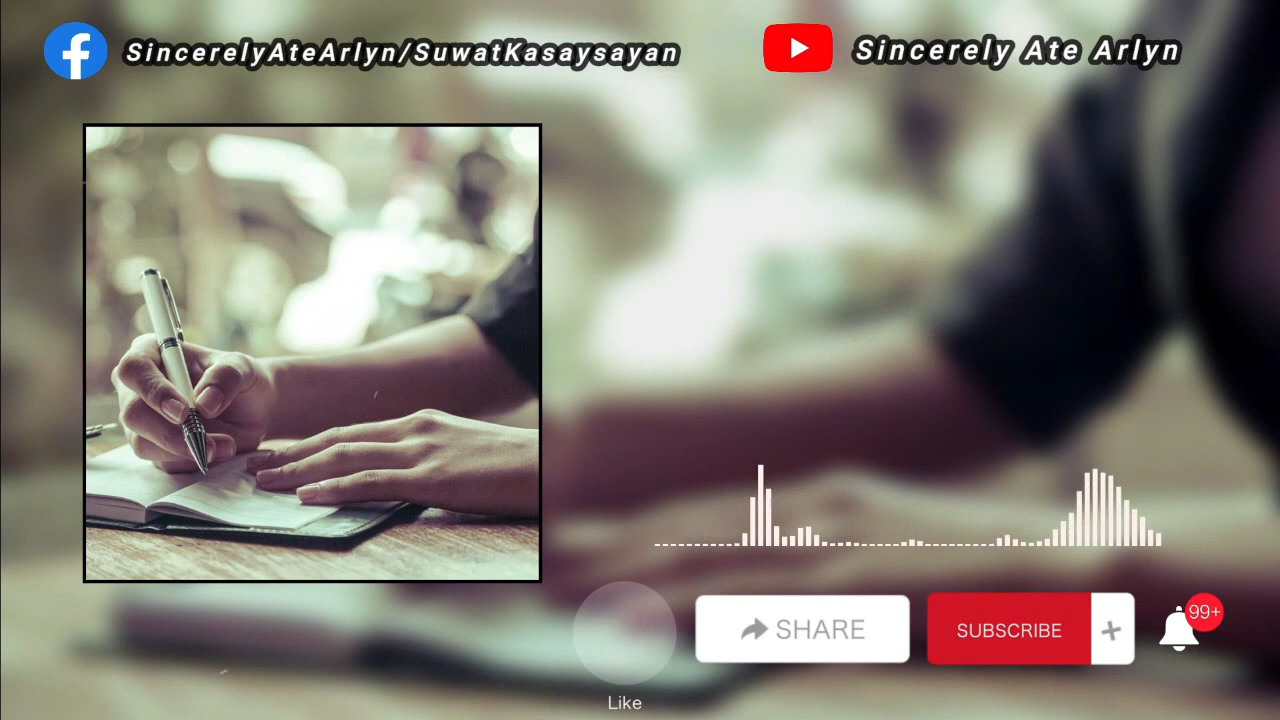 SincerelyAteArlyn/SuwatKasaysayan
Sincerely Ate Arlyn
SHARE
SUBSCRIBE
99+
Like